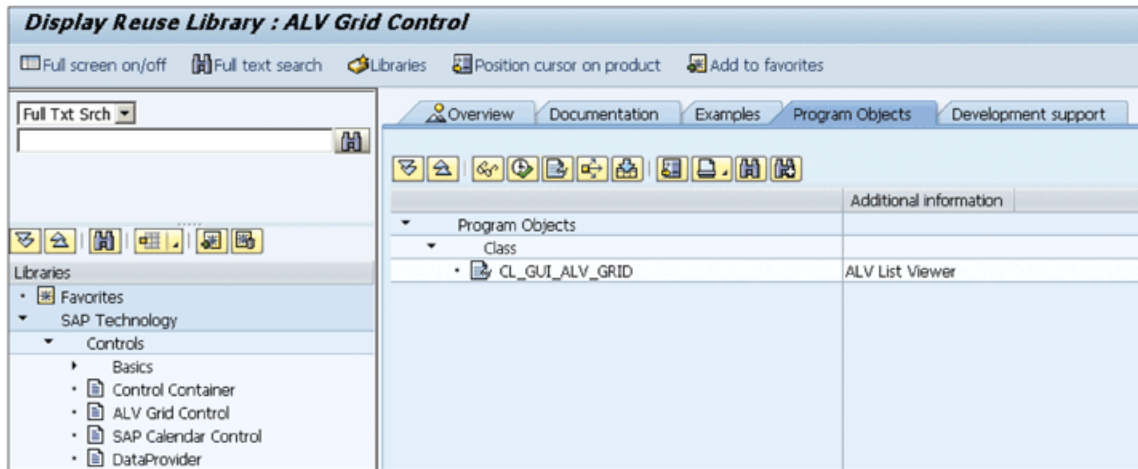 Display Reuse Library : ALV Grid Control
Full screen on/off Full text search Libraries Position cursor on product Add to favorites
Full Txt Srch
Overview Documentation Examples Program Objects Development support
Additional information
Program Objects
Class
CL_GUI_ALV_GRID ALV List Viewer
Libraries
Favorites
SAP Technology
Controls
Basics
Control Container
ALV Grid Control
SAP Calendar Control
DataProvider